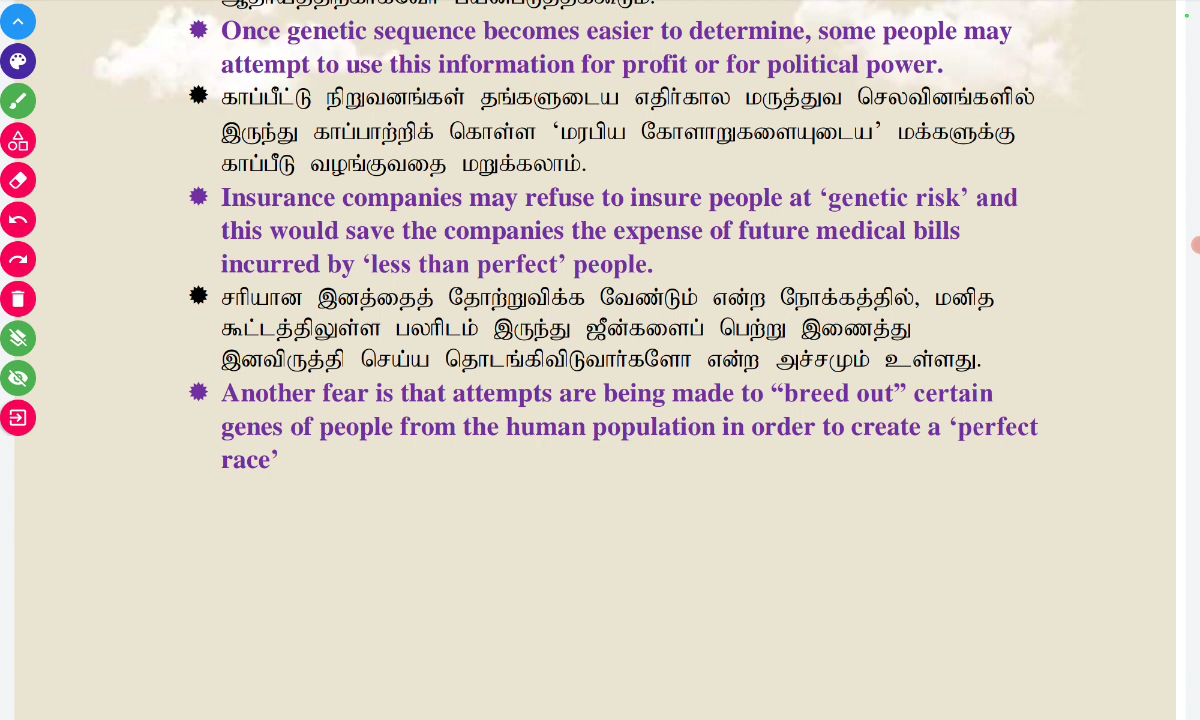 Once genetic sequence becomes easier to determine, some people may
attempt to use this information for profit or for political power.
காப்பீட்டு நிறுவனங்கள் தங்களுடைய எதிர்கால மருத்துவ செலவினங்களில்
இருந்து காப்பாற்றிக் கொள்ள ‘மரபிய கோளாறுகளையுடைய’ மக்களுக்கு
காப்பீடு வழங்குவதை மறுக்கலாம்.
Insurance companies may refuse to insure people at ‘genetic risk’ and
this would save the companies the expense of future medical bills
incurred by ‘less than perfect’ people.
சரியான இனத்தைத் தோற்றுவிக்க வேண்டும் என்ற நோக்கத்தில், மனித
கூட்டத்திலுள்ள பலரிடம் இருந்து ஜீன்களைப் பெற்று இணைத்து
இனவிருத்தி செய்ய தொடங்கிவிடுவார்களோ என்ற அச்சமும் உள்ளது.
Another fear is that attempts are being made to “breed out” certain
genes of people from the human population in order to create a ‘perfect
race’